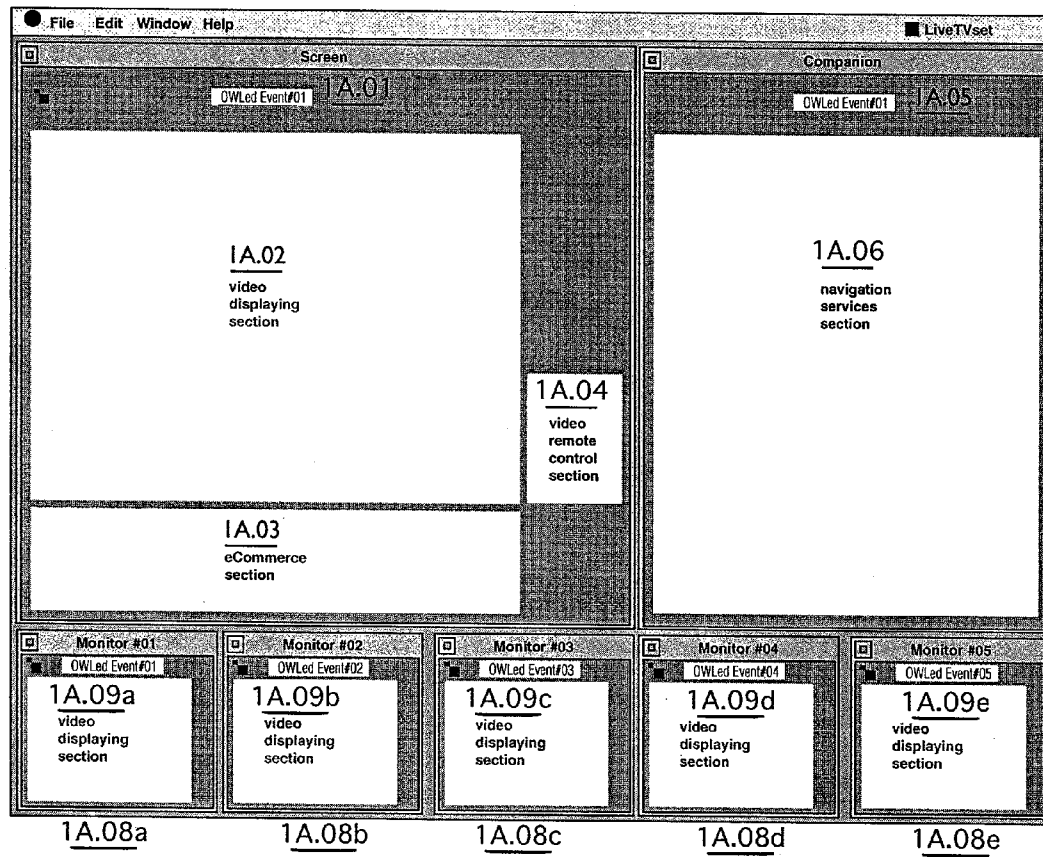 File Edit Window Help
LiveTVset
Screen
OWLed Event#01 1A.01
1A.02
video
displaying
section
1A.04
video
remote
control
section
1A.03
eCommerce
section
Companion
OWLed Event#01 1A.05
1A.06
navigation
services
section
Monitor #01
OWLed Event#01
1A.09a
video
displaying
section
1A.08a
Monitor #02
OWLed Event#02
1A.09b
video
displaying
section
1A.08b
Monitor #03
OWLed Event#03
1A.09c
video
displaying
section
1A.08c
Monitor #04
OWLed Event#04
1A.09d
video
displaying
section
1A.08d
Monitor #05
OWLed Event#05
1A.09e
video
displaying
section
1A.08e